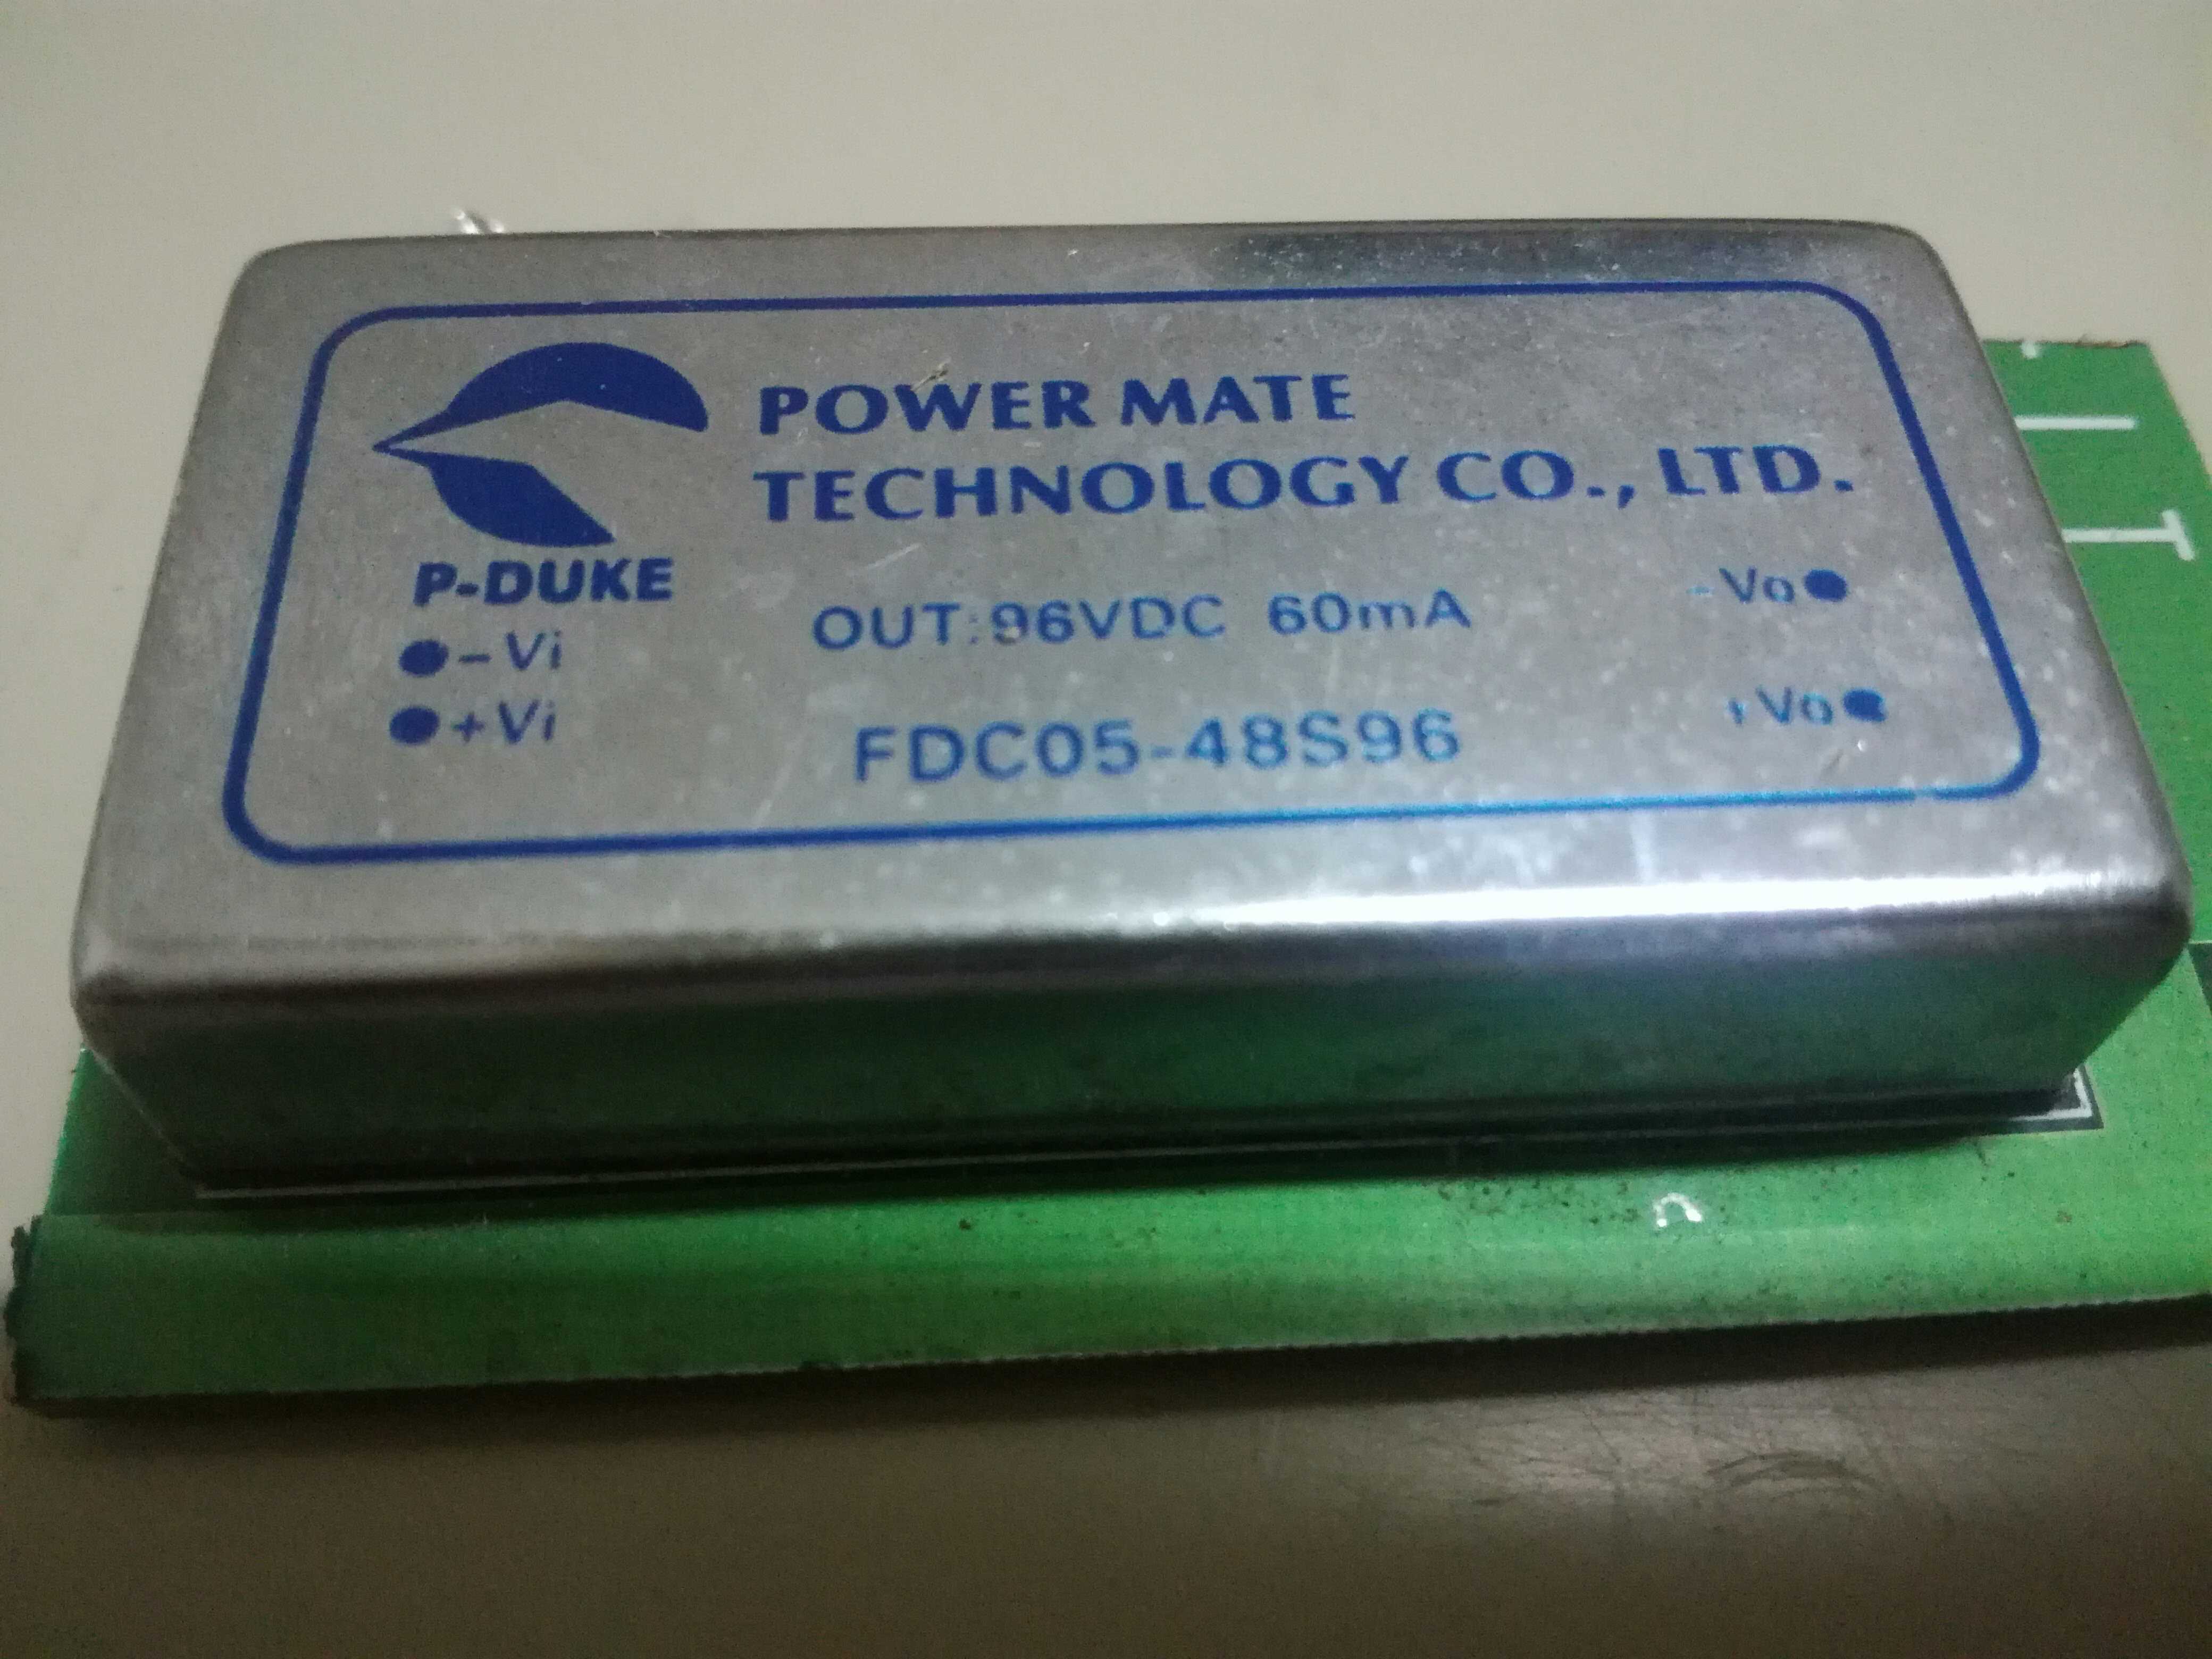 POWER MATE
TECHNOLOGY CO., LTD.
P-DUKE
-Vi
+Vi
OUT:96VDC 60mA
FDC05-48S96
-Vo
+Vo